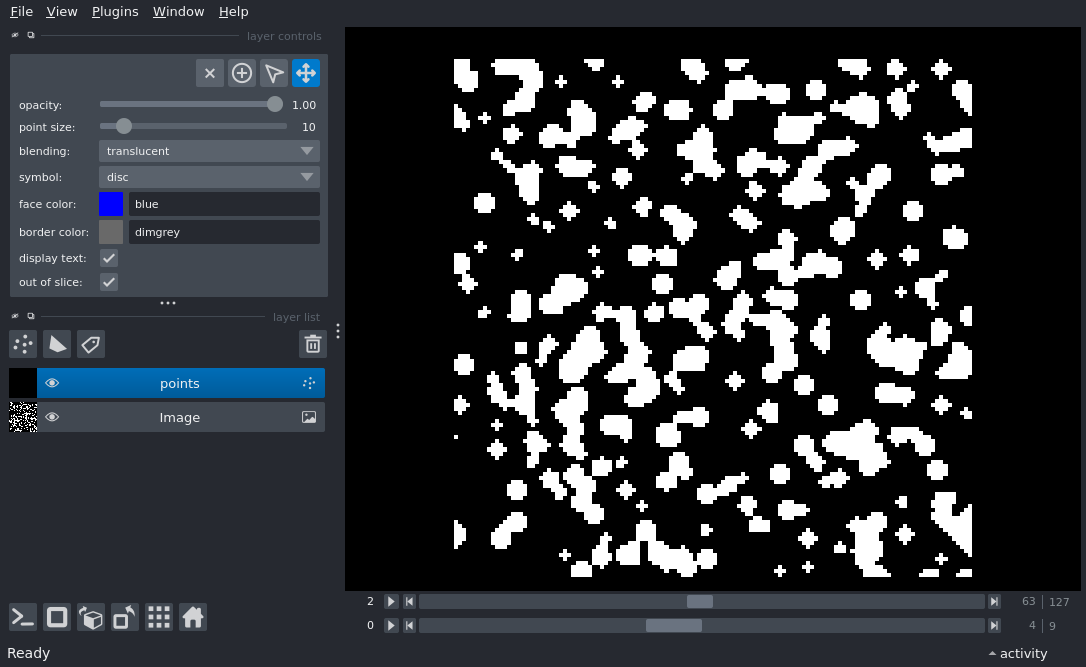 File View Plugins Window Help
layer controls
opacity: 1.00
point size: 10
blending: translucent
symbol: disc
face color: blue
border color: dimgrey
display text:
out of slice:
layer list
points
Image
2 63 127
0 4 9
Ready activity